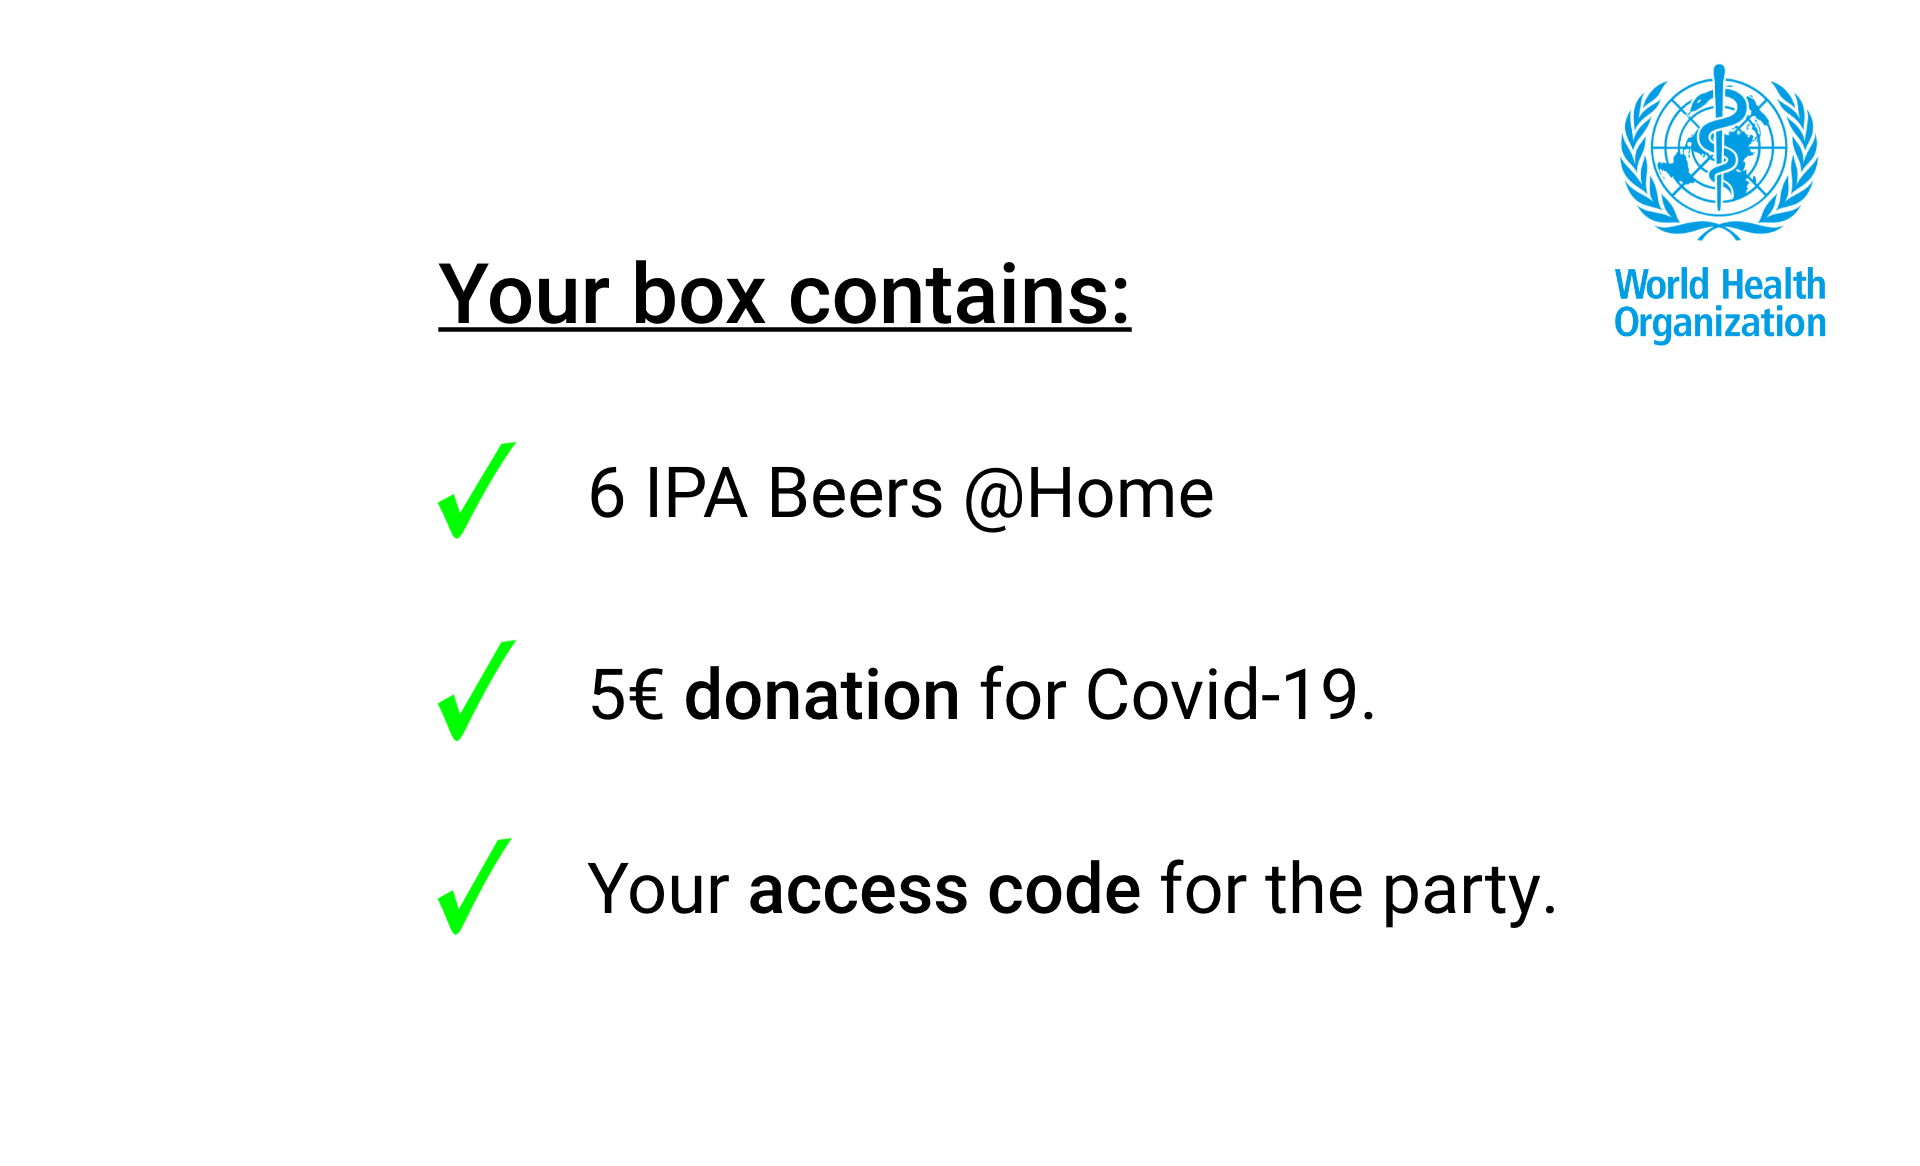 World Health
Organization
Your box contains:
6 IPA Beers @Home
5€ donation for Covid-19.
Your access code for the party.